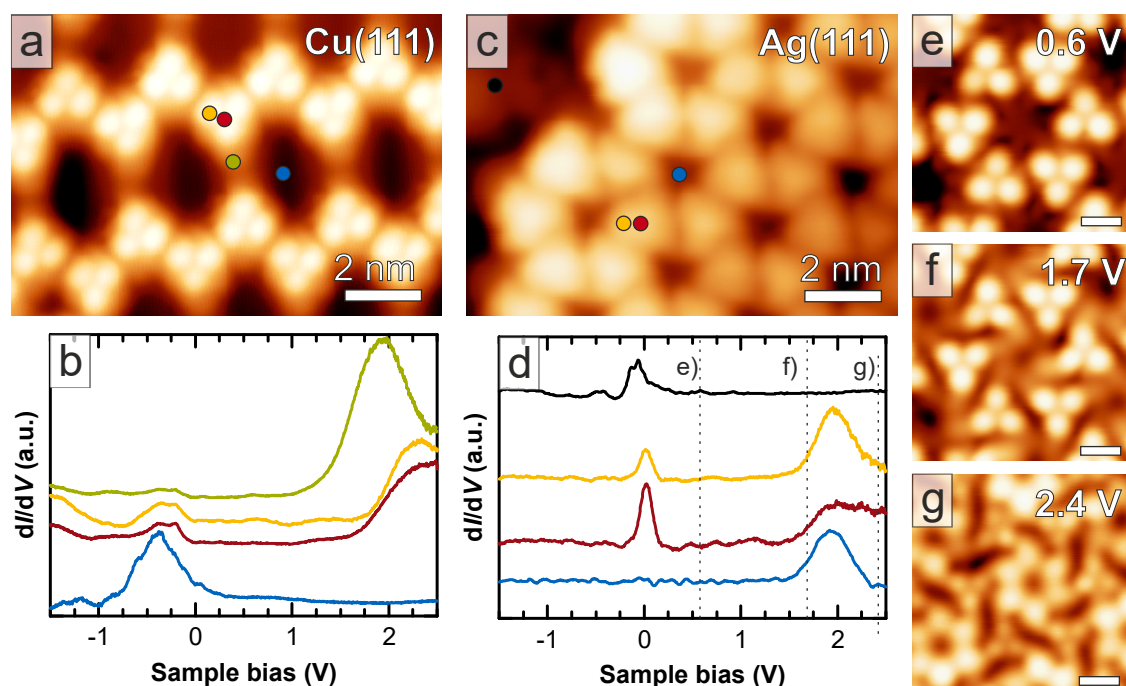 a
Cu(111)
2 nm
c
Ag(111)
2 nm
e
0.6 V
f
1.7 V
g
2.4 V
b
dI/dV (a.u.)
-1 0 1 2
Sample bias (V)
d
e) f) g)
dI/dV (a.u.)
-1 0 1 2
Sample bias (V)